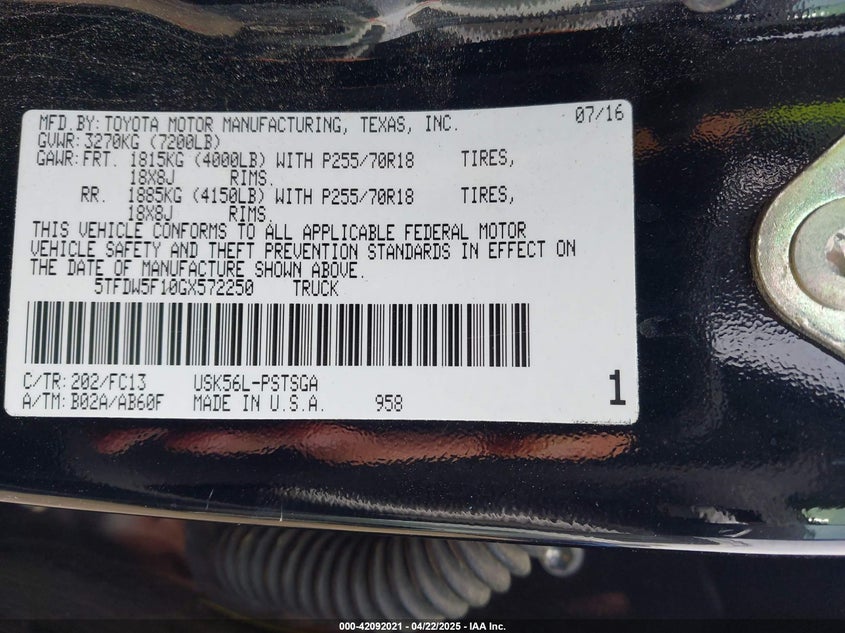 MFD.BY: TOYOTA MOTOR MANUFACTURING, TEXAS, INC. 07/16
GVWR: 3270KG (7200LB)
GAWR: FRT. 1815KG (4000LB) WITH P255/70R18 TIRES,
18X8J RIMS.
RR. 1885KG (4150LB) WITH P255/70R18 TIRES,
18X8J RIMS.
THIS VEHICLE CONFORMS TO ALL APPLICABLE FEDERAL MOTOR
VEHICLE SAFETY AND THEFT PREVENTION STANDARDS IN EFFECT ON
THE DATE OF MANUFACTURE SHOWN ABOVE.
5TFDW5F10GX572250 TRUCK
C/TR: 202/FC13 USK56L-PSTSGA
A/TM: B02A/AB60F MADE IN U.S.A. 958 1
000-42092021 - 04/22/2025 - IAA Inc.